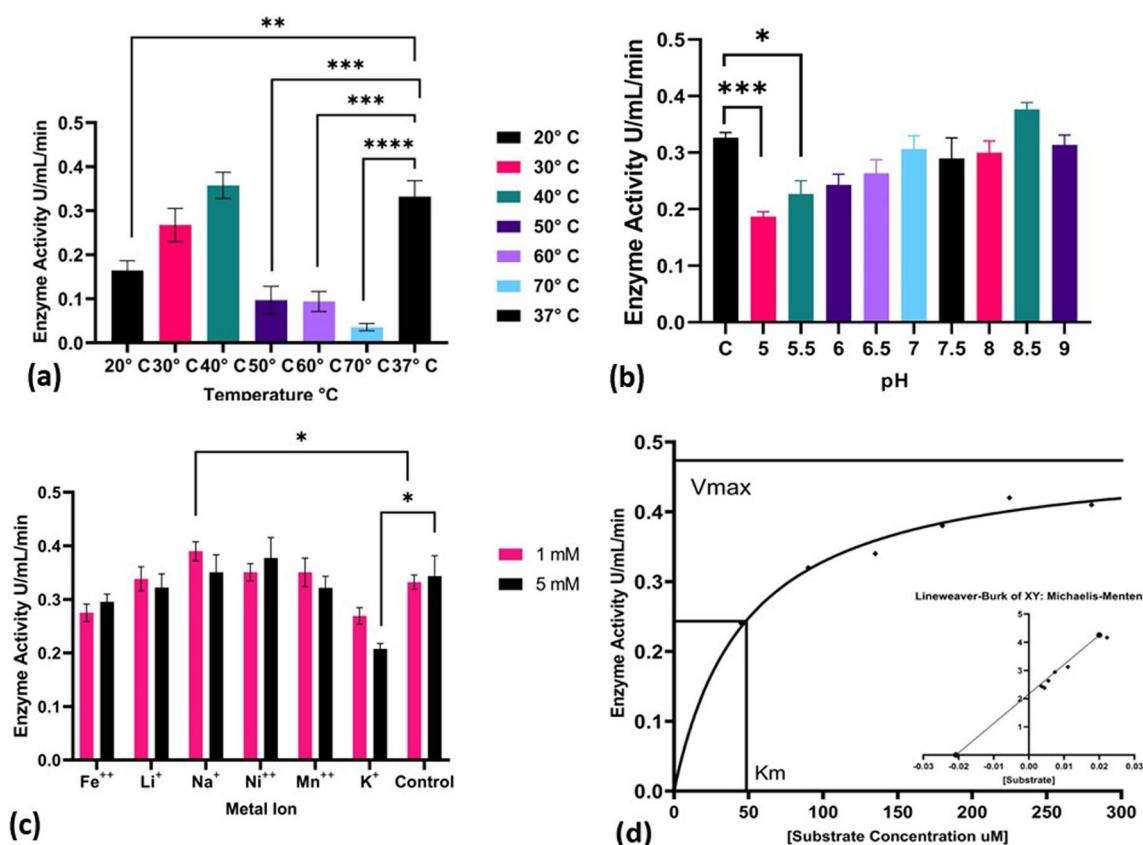 **
***
***
****
Enzyme Activity U/mL/min
0.5
0.4
0.3
0.2
0.1
0.0
20° C 30° C 40° C 50° C 60° C 70° C 37° C
Temperature °C
(a)
20° C
30° C
40° C
50° C
60° C
70° C
37° C
*
***
Enzyme Activity U/mL/min
0.5
0.4
0.3
0.2
0.1
0.0
C 5 5.5 6 6.5 7 7.5 8 8.5 9
pH
(b)
*
*
Enzyme Activity U/mL/min
0.5
0.4
0.3
0.2
0.1
0.0
Fe++ Li+ Na+ Ni++ Mn++ K+ Control
Metal Ion
(c)
1 mM
5 mM
Enzyme Activity U/mL/min
0.5
0.4
0.3
0.2
0.1
0.0
Vmax
Km
0 50 100 150 200 250 300
[Substrate Concentration uM]
(d)
Lineweaver-Burk of XY: Michaelis-Menten
5
4
3
2
1
-0.03 -0.02 -0.01 0.00 0.01 0.02 0.03
[Substrate]